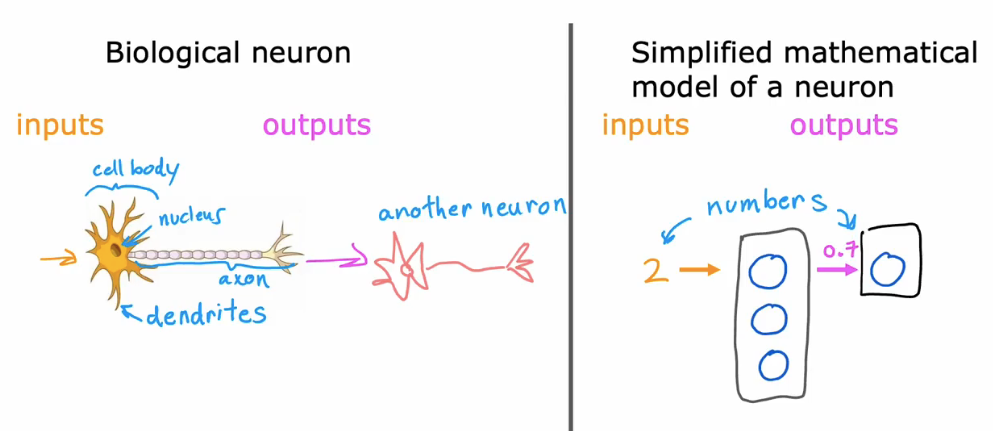 Biological neuron
inputs
outputs
cell body
nucleus
axon
dendrites
another neuron
Simplified mathematical
model of a neuron
inputs
outputs
numbers
2
0.7